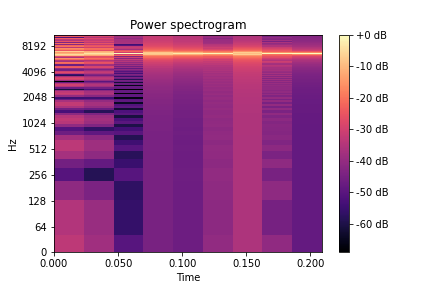 Power spectrogram
8192
4096
2048
1024
512
256
128
64
0
Hz
0.000 0.050 0.100 0.150 0.200
Time
+0 dB
-10 dB
-20 dB
-30 dB
-40 dB
-50 dB
-60 dB